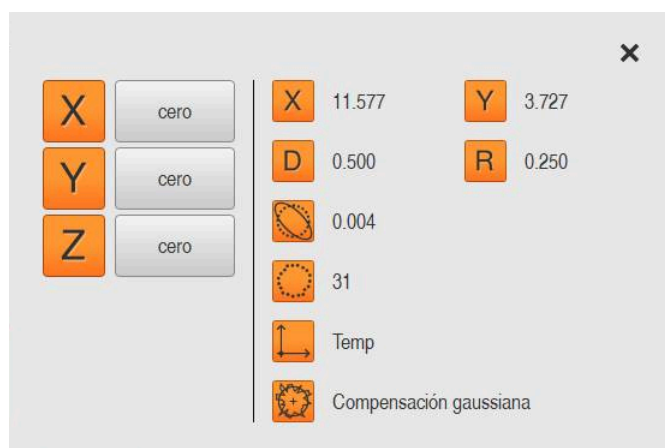 X cero
Y cero
Z cero
X 11.577 Y 3.727
D 0.500 R 0.250
0.004
31
Temp
Compensación gaussiana